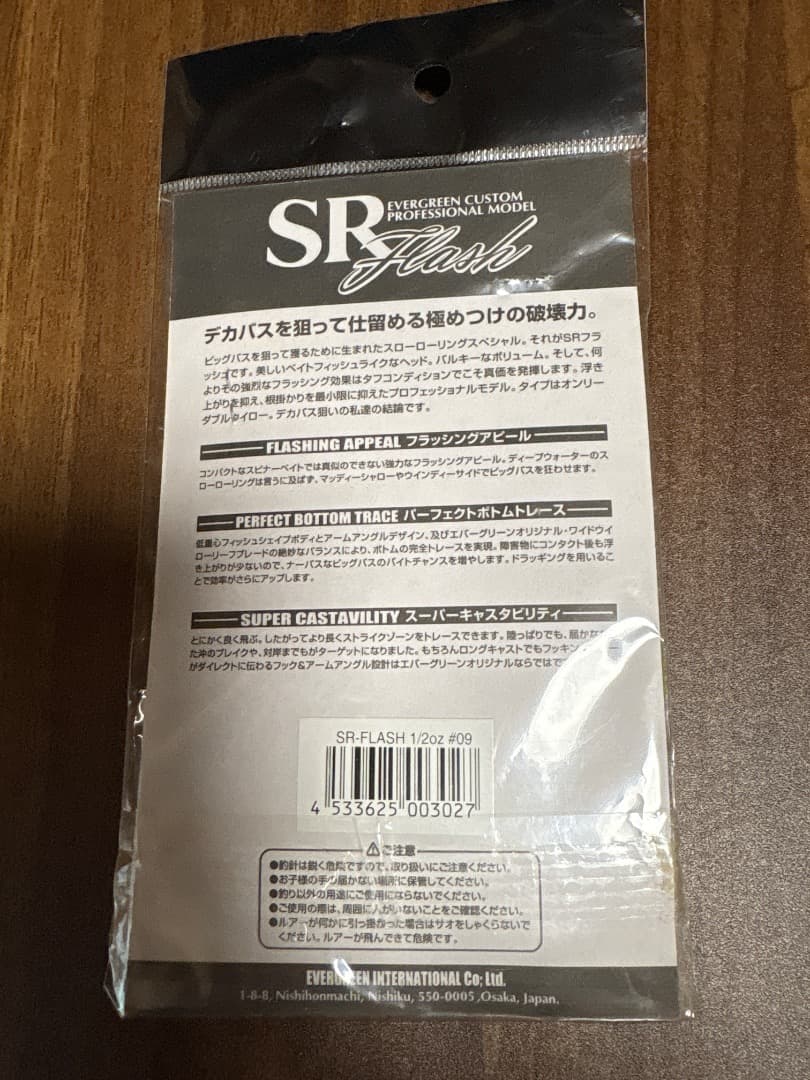 SR EVERGREEN CUSTOM
PROFESSIONAL MODEL
Flash
デカバスを狙って仕留める極めつけの破壊力。
ビッグバスを狙って獲るために生まれたスローローリングスペシャル。それがSRフラ
ッシュです。美しいベイトフィッシュライクなヘッド。バルキーなボリューム。そして、何
よりその強烈なフラッシング効果はタフコンディションでこそ真価を発揮します。浮き
上がりを抑え、根掛かりを最小限に抑えたプロフェッショナルモデル。タイプはオンリー
ダブルウイロー。デカバス狙いの私達の結論です。
FLASHING APPEAL フラッシングアピール
コンパクトなスピナーベイトでは真似のできない強力なフラッシングアピール。ディープウォーターのス
ローローリングは言うに及ばず、マッディーシャローやウインディーサイドでビッグバスを狂わせます。
PERFECT BOTTOM TRACE パーフェクトボトムトレース
低重心フィッシュシェイプボディとアームアングルデザイン、及びエバーグリーンオリジナル・ワイドウイ
ローリーフブレードの絶妙なバランスにより、ボトムの完全トレースを実現。障害物にコンタクト後も浮
き上がりが少ないので、ナーバスなビッグバスのバイトチャンスを増やします。ドラッギングを用いるこ
とで効率がさらにアップします。
SUPER CASTAVILITY スーパーキャスタビリティ
とにかく良く飛ぶ。したがってより長くストライクゾーンをトレースできます。陸っぱりでも、届かな
た沖のブレイクや、対岸までもがターゲットになりました。もちろんロングキャストでもフッキン
がダイレクトに伝わるフック&アームアングル設計はエバーグリーンオリジナルならでは
SR-FLASH 1/2oz #09
4 533625 003027
⚠ご注意
●釣針は鋭く危険ですので、取り扱いにご注意ください。
●お子様の手の届かない場所に保管してください。
●釣り以外の用途にご使用にならないでください。
●ご使用の際は、周囲に人がいないことをご確認ください。
●ルアーが何かに引っ掛かった場合はサオをしゃくらないで
ください。ルアーが飛んできて危険です。
EVERGREEN INTERNATIONAL Co; Ltd.
1-8-8, Nishihonmachi, Nishiku, 550-0005 ,Osaka, Japan.